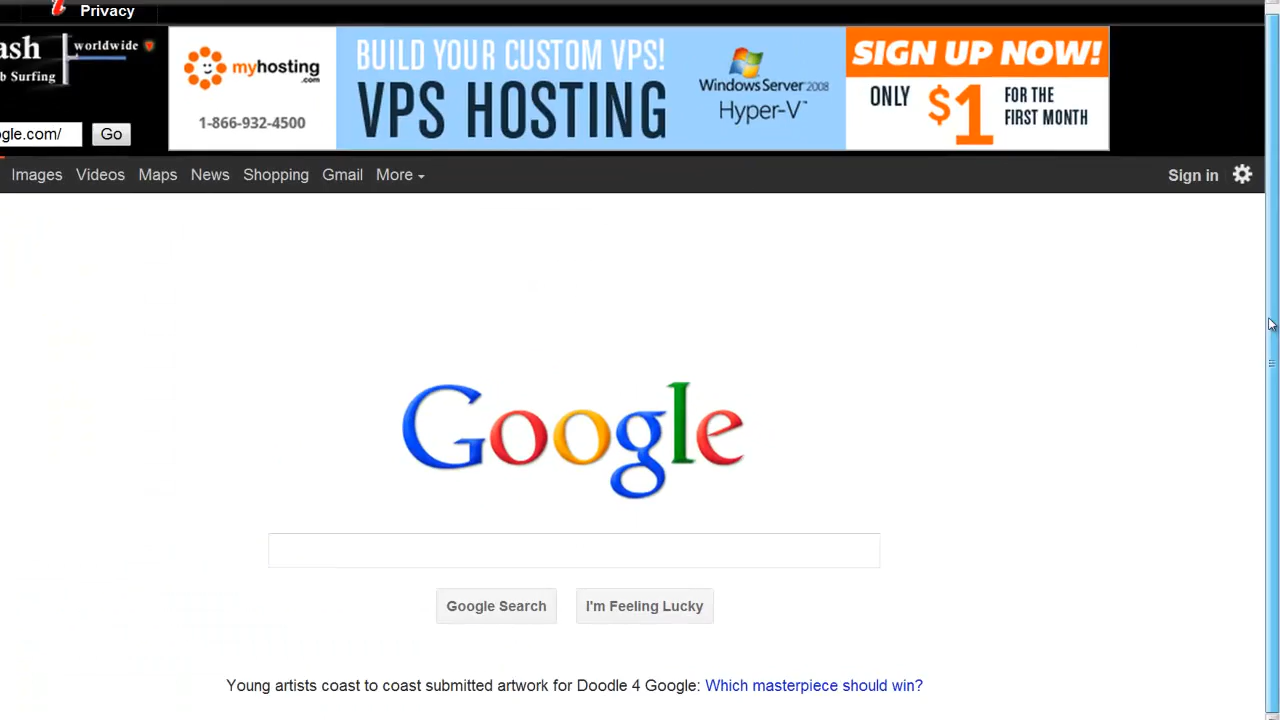 Privacy
ash
worldwide
b Surfing
gle.com/
Go
myhosting
.com
1-866-932-4500
BUILD YOUR CUSTOM VPS!
VPS HOSTING
Windows Server 2008
Hyper-V™
SIGN UP NOW!
ONLY
$1
FOR THE
FIRST MONTH
Images Videos Maps News Shopping Gmail More
Sign in
Google
Google Search
I'm Feeling Lucky
Young artists coast to coast submitted artwork for Doodle 4 Google: Which masterpiece should win?